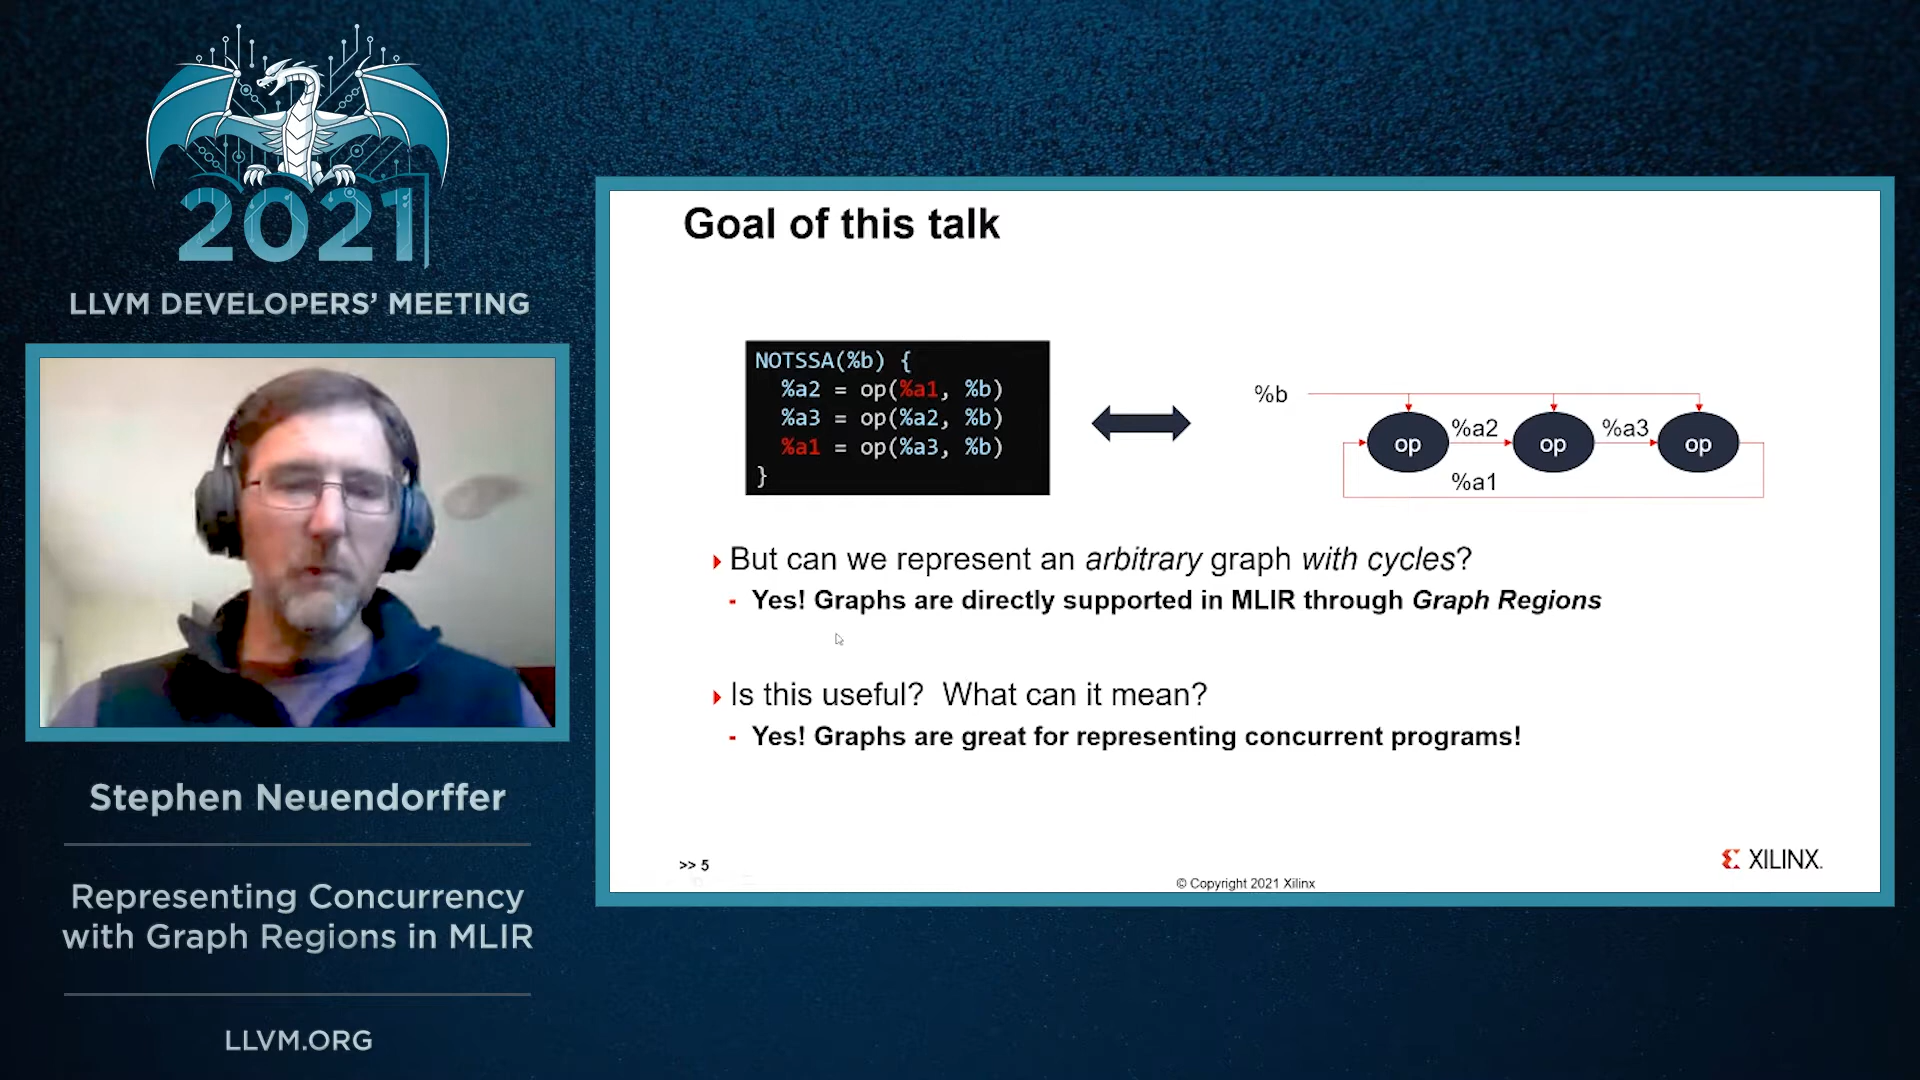 2021
LLVM DEVELOPERS’ MEETING
Stephen Neuendorffer
Representing Concurrency
with Graph Regions in MLIR
LLVM.ORG
Goal of this talk
NOTSSA(%b) {
%a2 = op(%a1, %b)
%a3 = op(%a2, %b)
%a1 = op(%a3, %b)
}
%b
op %a2 op %a3 op
%a1
But can we represent an arbitrary graph with cycles?
- Yes! Graphs are directly supported in MLIR through Graph Regions
Is this useful? What can it mean?
- Yes! Graphs are great for representing concurrent programs!
>> 5
© Copyright 2021 Xilinx
XILINX.